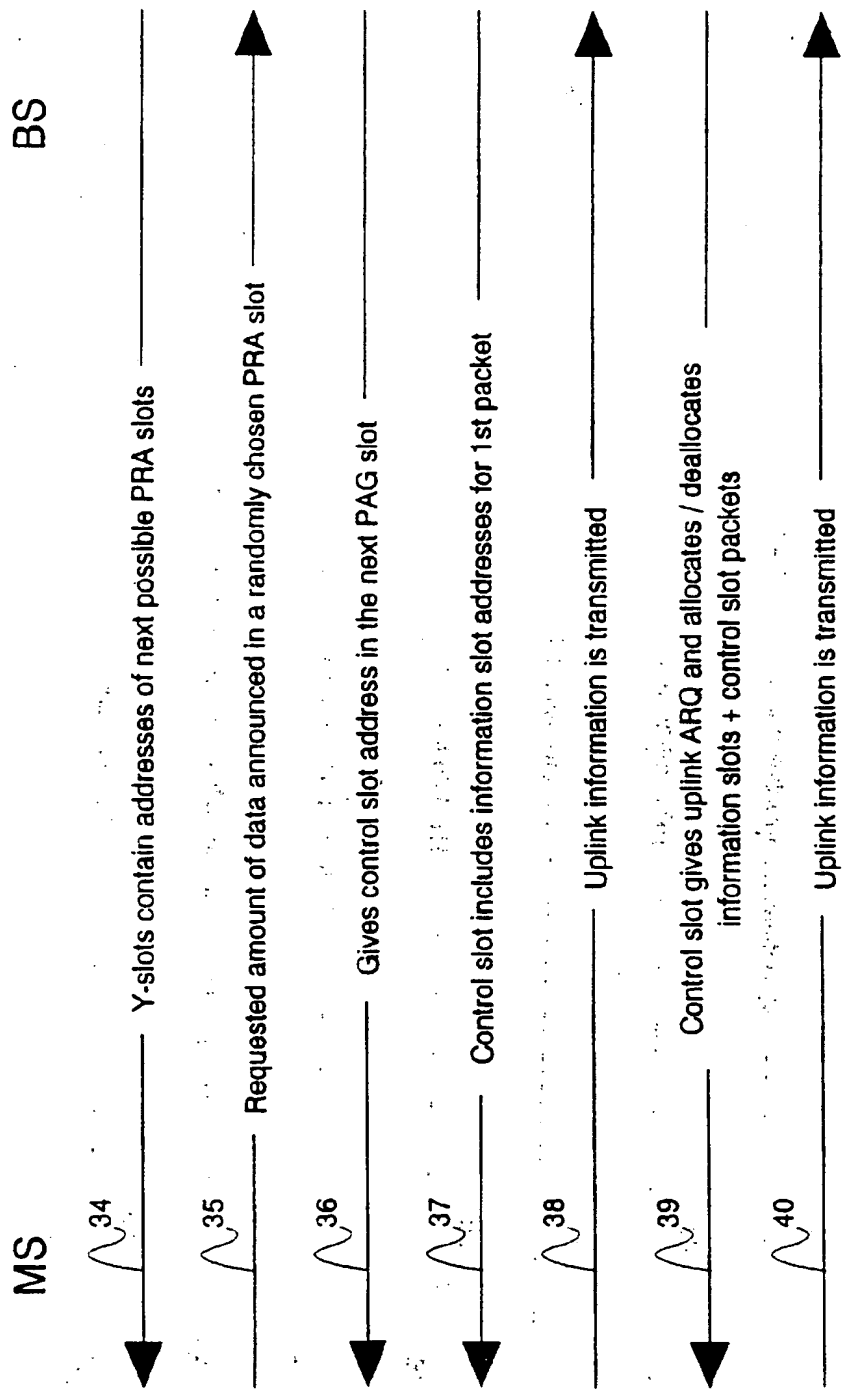 MS
BS
34
Y-slots contain addresses of next possible PRA slots
35
Requested amount of data announced in a randomly chosen PRA slot
36
Gives control slot address in the next PAG slot
37
Control slot includes information slot addresses for 1st packet
38
Uplink information is transmitted
39
Control slot gives uplink ARQ and allocates / deallocates
information slots + control slot packets
40
Uplink information is transmitted